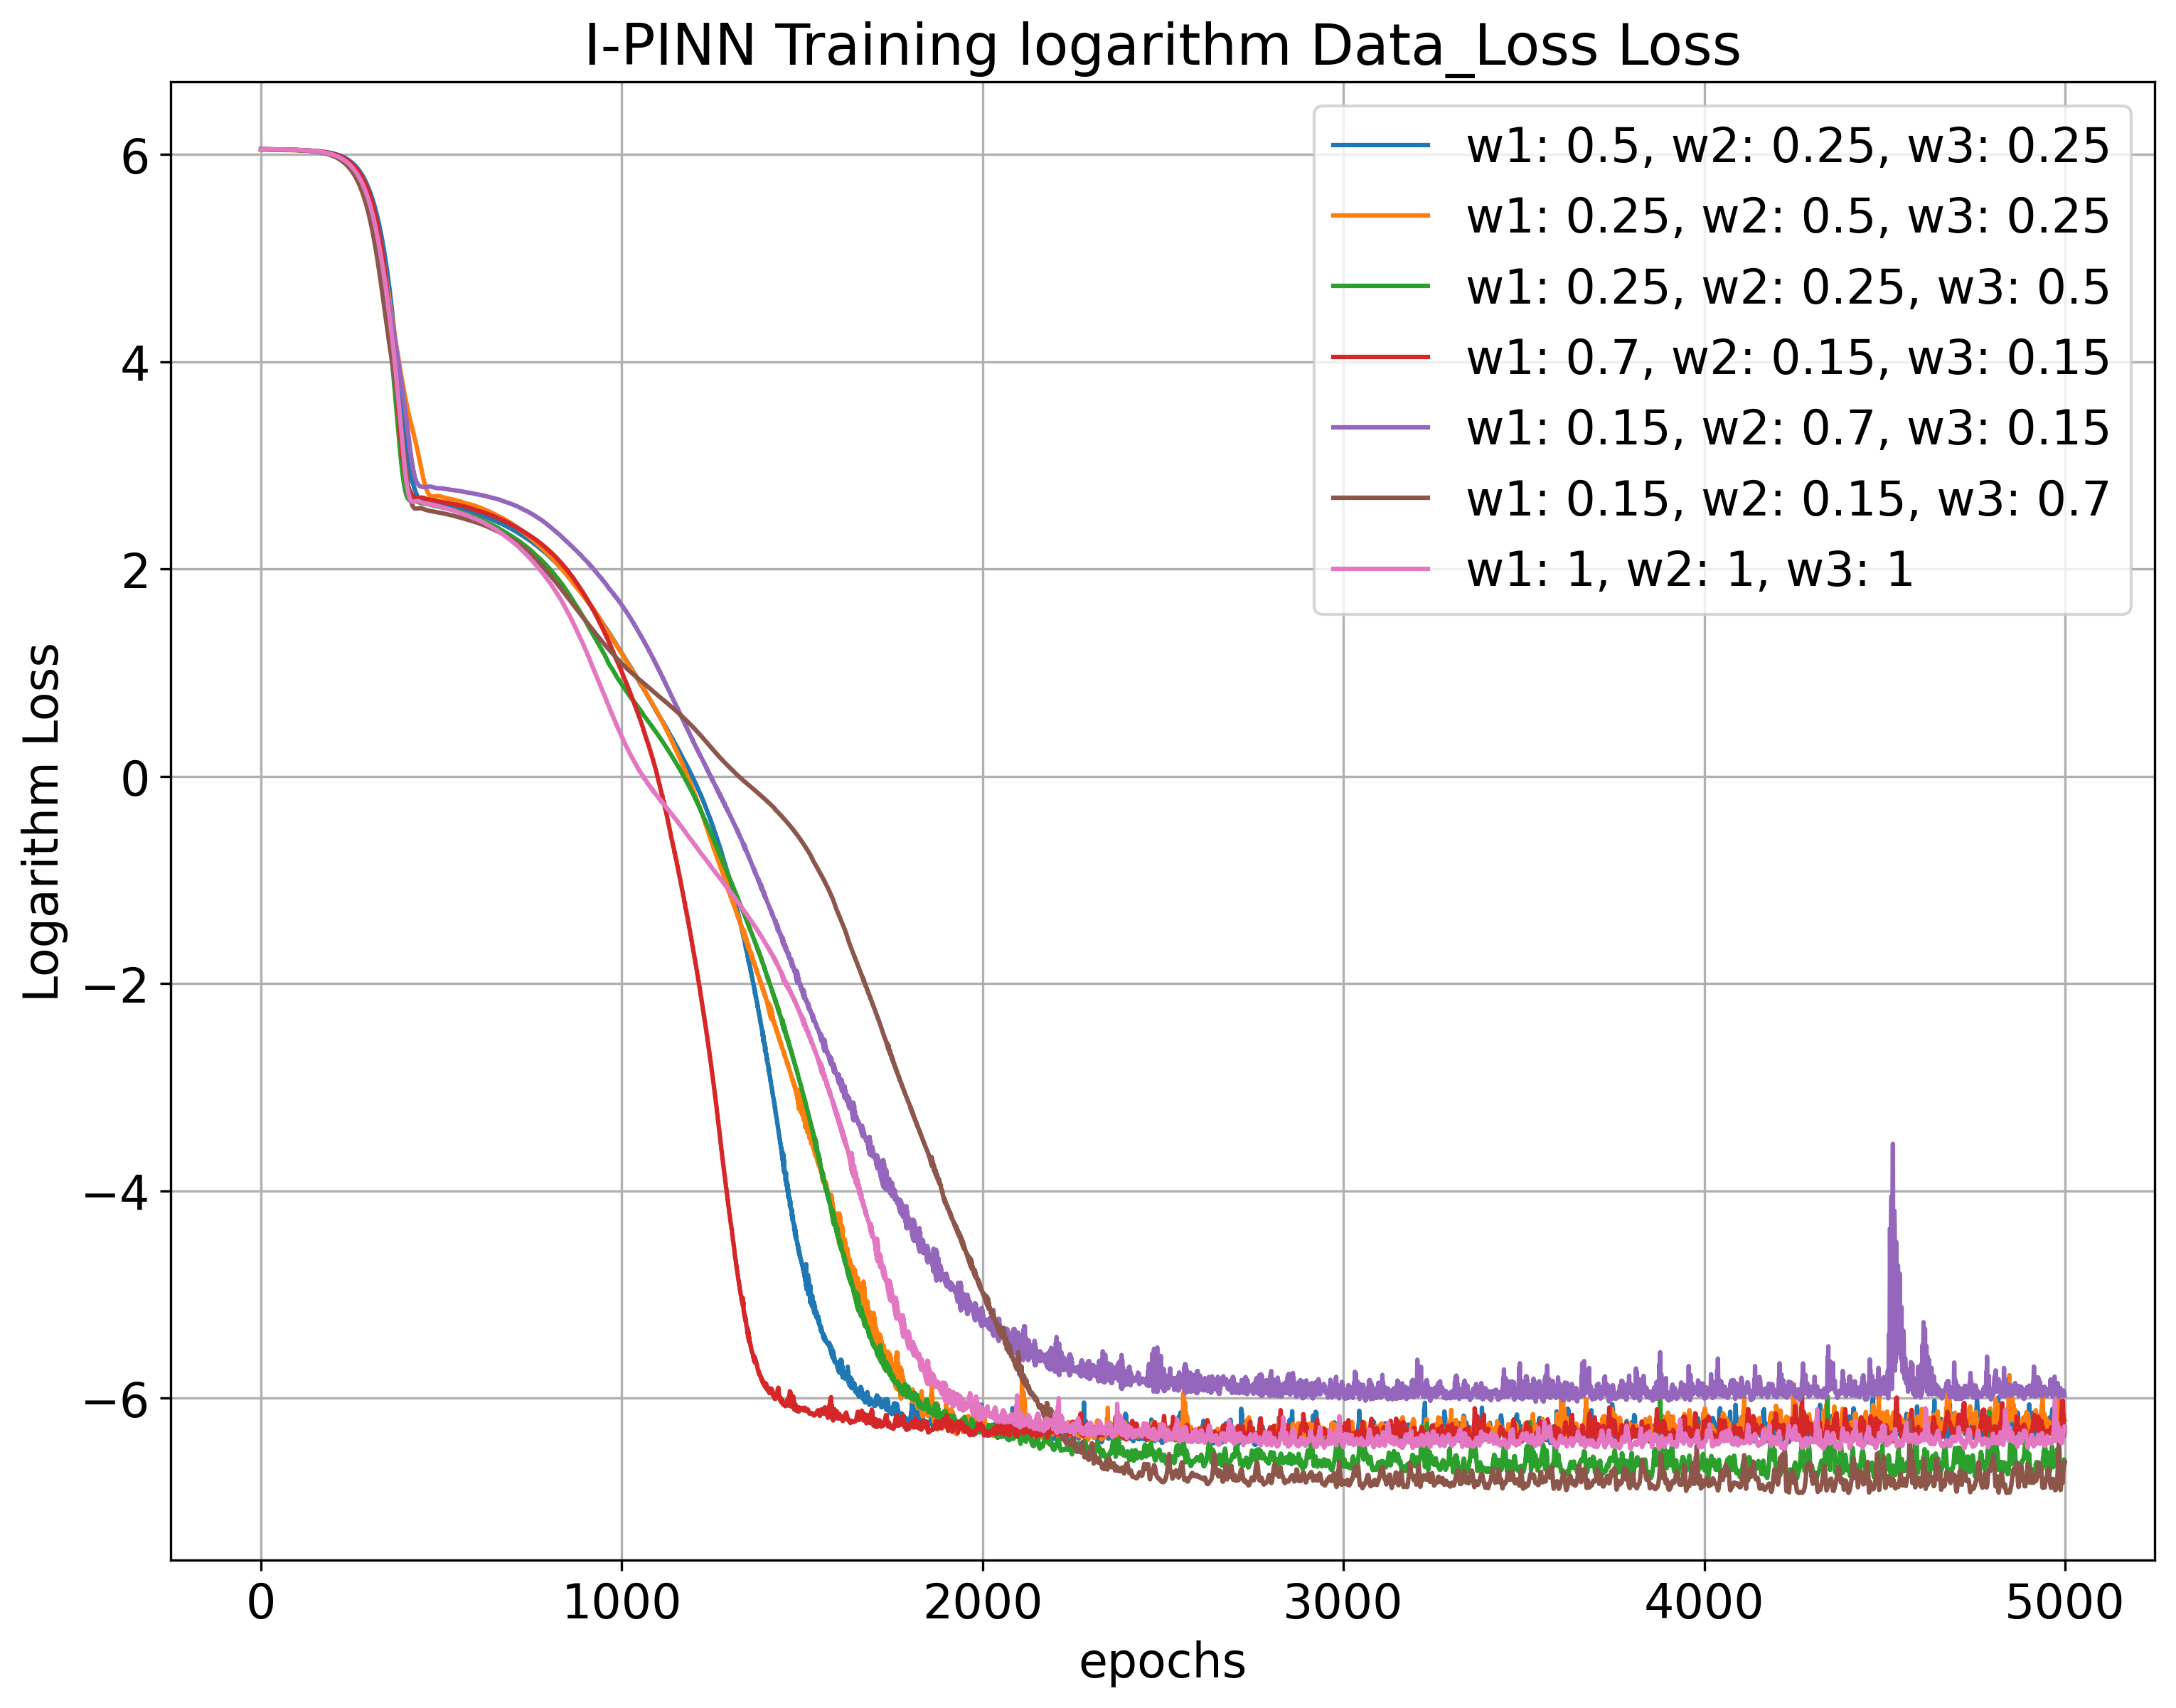 I-PINN Training logarithm Data_Loss Loss
w1: 0.5, w2: 0.25, w3: 0.25
w1: 0.25, w2: 0.5, w3: 0.25
w1: 0.25, w2: 0.25, w3: 0.5
w1: 0.7, w2: 0.15, w3: 0.15
w1: 0.15, w2: 0.7, w3: 0.15
w1: 0.15, w2: 0.15, w3: 0.7
w1: 1, w2: 1, w3: 1
Logarithm Loss
6
4
2
0
−2
−4
−6
0 1000 2000 3000 4000 5000
epochs